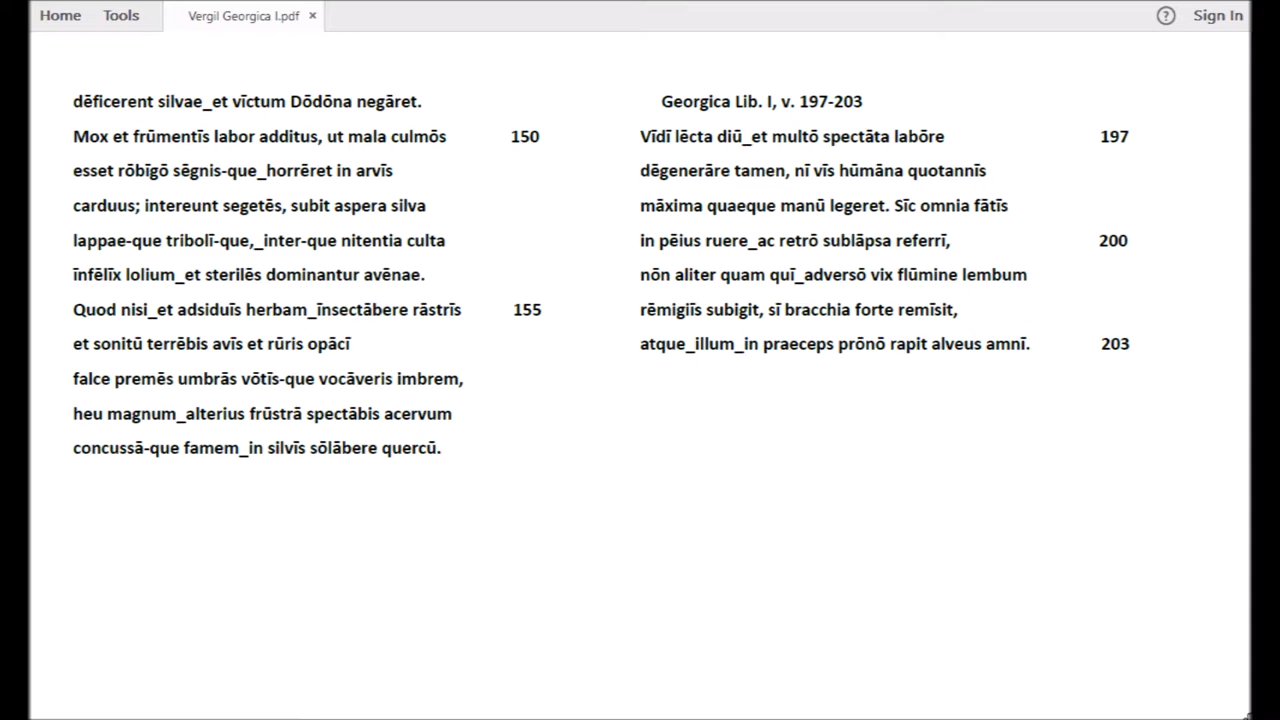 Home Tools Vergil Georgica I.pdf × ? Sign In
dēficerent silvae_et vīctum Dōdōna negāret.
Mox et frūmentīs labor additus, ut mala culmōs 150
esset rōbīgō sēgnis-que_horrēret in arvīs
carduus; intereunt segetēs, subit aspera silva
lappae-que tribolī-que,_inter-que nitentia culta
īnfēlīx lolium_et sterilēs dominantur avēnae.
Quod nisi_et adsiduīs herbam_īnsectābere rāstrīs 155
et sonitū terrēbis avīs et rūris opācī
falce premēs umbrās vōtīs-que vocāveris imbrem,
heu magnum_alterius frūstrā spectābis acervum
concussā-que famem_in silvīs sōlābere quercū.
Georgica Lib. I, v. 197-203
Vīdī lēcta diū_et multō spectāta labōre 197
dēgenerāre tamen, nī vīs hūmāna quotannīs
māxima quaeque manū legeret. Sīc omnia fātīs
in pēius ruere_ac retrō sublāpsa referrī, 200
nōn aliter quam quī_adversō vix flūmine lembum
rēmigiīs subigit, sī bracchia forte remīsit,
atque_illum_in praeceps prōnō rapit alveus amnī. 203